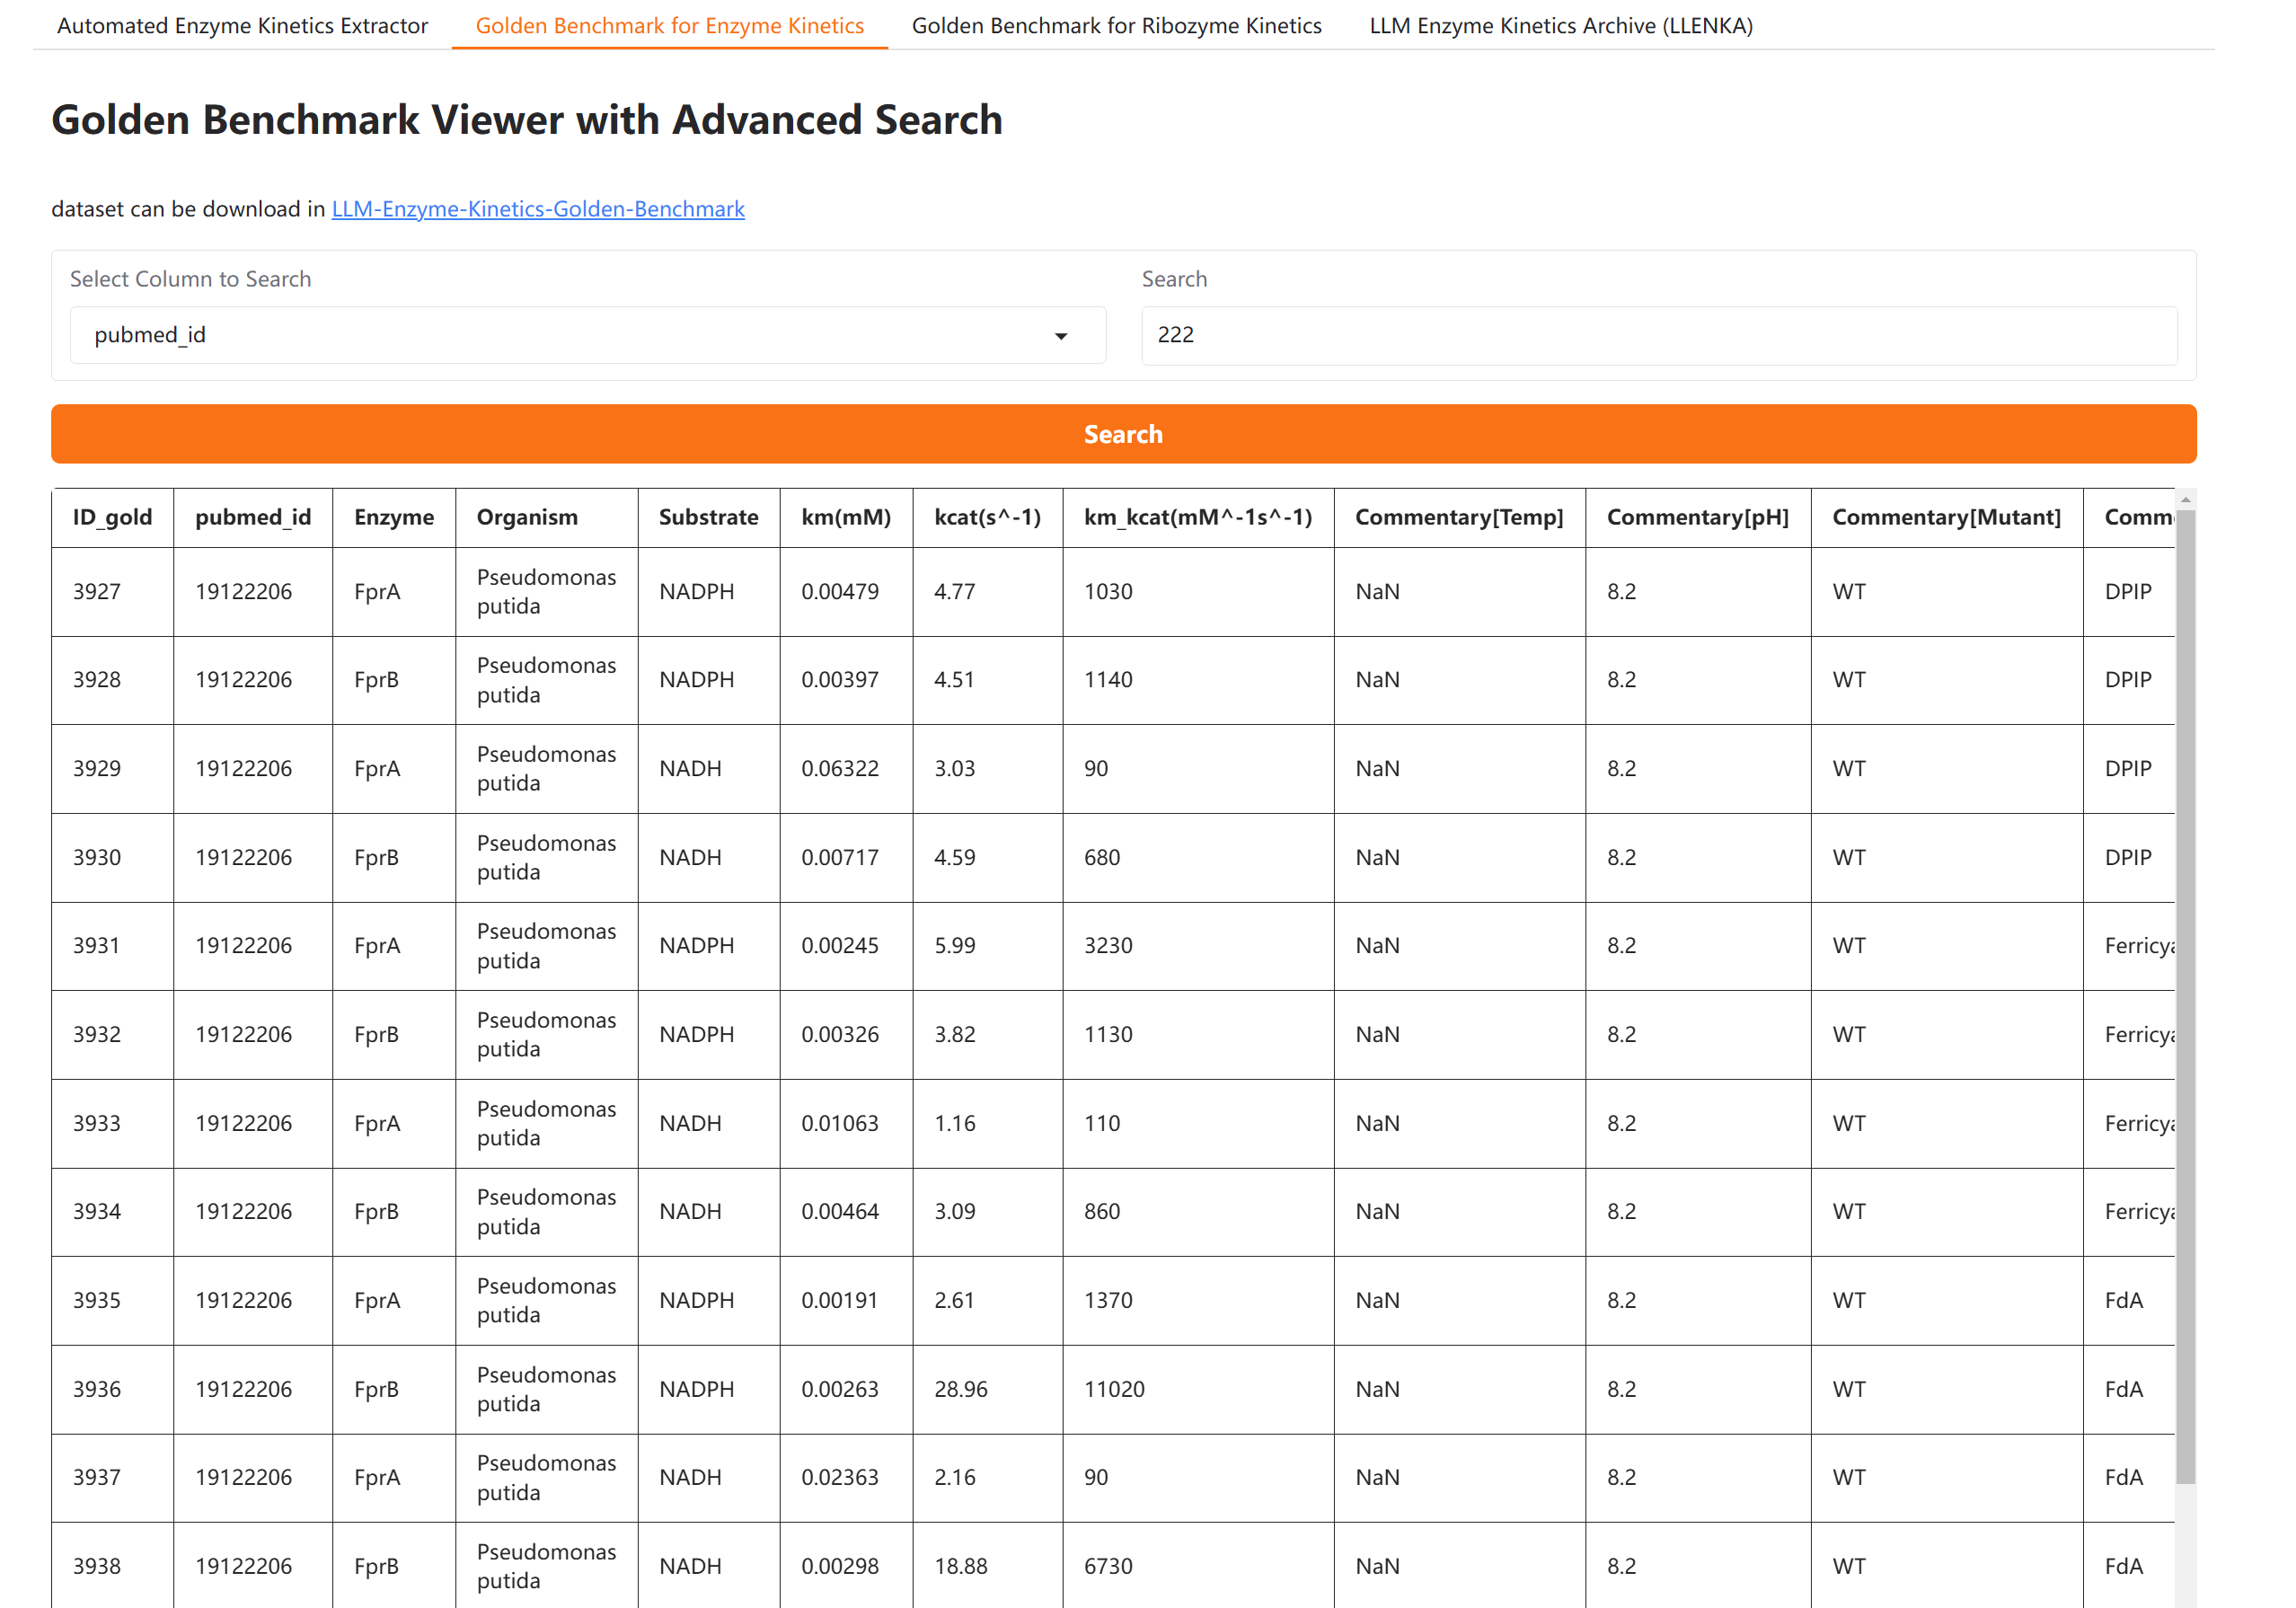 Automated Enzyme Kinetics Extractor Golden Benchmark for Enzyme Kinetics Golden Benchmark for Ribozyme Kinetics LLM Enzyme Kinetics Archive (LLENKA)
Golden Benchmark Viewer with Advanced Search
dataset can be download in LLM-Enzyme-Kinetics-Golden-Benchmark
Select Column to Search Search
pubmed_id 222
Search
ID_gold pubmed_id Enzyme Organism Substrate km(mM) kcat(s^-1) km_kcat(mM^-1s^-1) Commentary[Temp] Commentary[pH] Commentary[Mutant]
3927 19122206 FprA Pseudomonas putida NADPH 0.00479 4.77 1030 NaN 8.2 WT DPIP
3928 19122206 FprB Pseudomonas putida NADPH 0.00397 4.51 1140 NaN 8.2 WT DPIP
3929 19122206 FprA Pseudomonas putida NADH 0.06322 3.03 90 NaN 8.2 WT DPIP
3930 19122206 FprB Pseudomonas putida NADH 0.00717 4.59 680 NaN 8.2 WT DPIP
3931 19122206 FprA Pseudomonas putida NADPH 0.00245 5.99 3230 NaN 8.2 WT
3932 19122206 FprB Pseudomonas putida NADPH 0.00326 3.82 1130 NaN 8.2 WT
3933 19122206 FprA Pseudomonas putida NADH 0.01063 1.16 110 NaN 8.2 WT
3934 19122206 FprB Pseudomonas putida NADH 0.00464 3.09 860 NaN 8.2 WT
3935 19122206 FprA Pseudomonas putida NADPH 0.00191 2.61 1370 NaN 8.2 WT FdA
3936 19122206 FprB Pseudomonas putida NADPH 0.00263 28.96 11020 NaN 8.2 WT FdA
3937 19122206 FprA Pseudomonas putida NADH 0.02363 2.16 90 NaN 8.2 WT FdA
3938 19122206 FprB Pseudomonas putida NADH 0.00298 18.88 6730 NaN 8.2 WT FdA